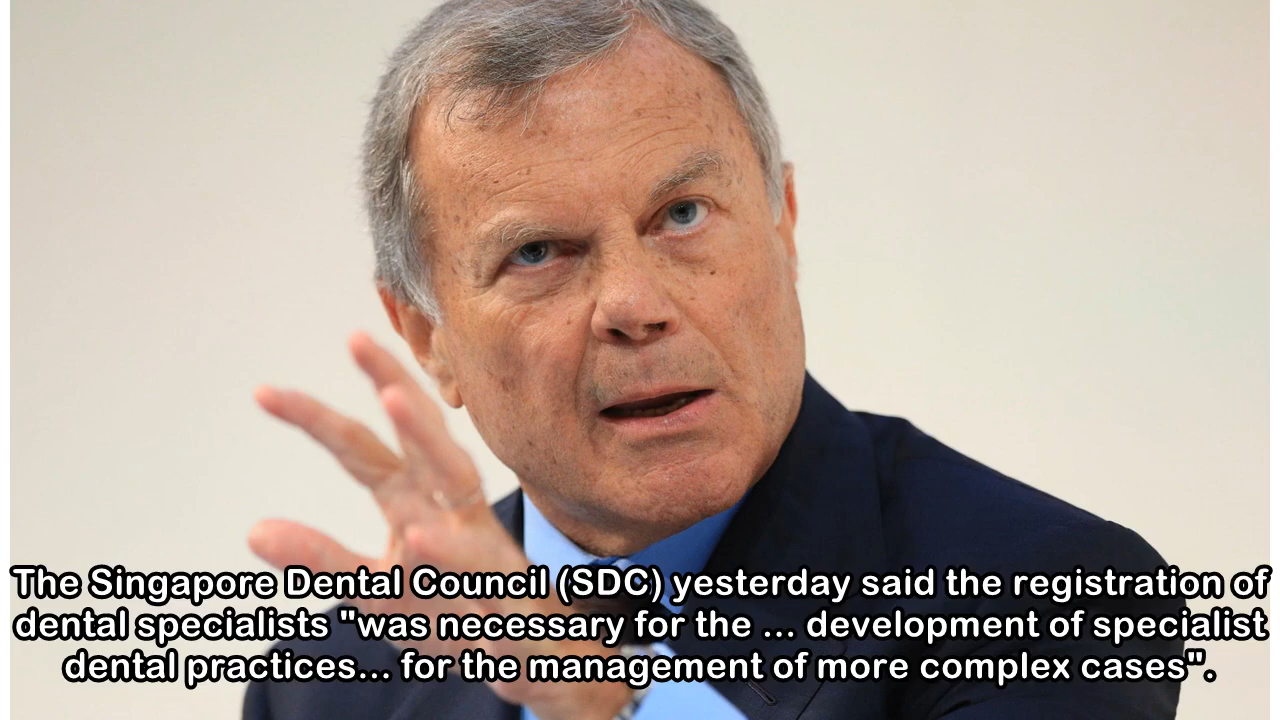 The Singapore Dental Council (SDC) yesterday said the registration of
dental specialists "was necessary for the ... development of specialist
dental practices... for the management of more complex cases".